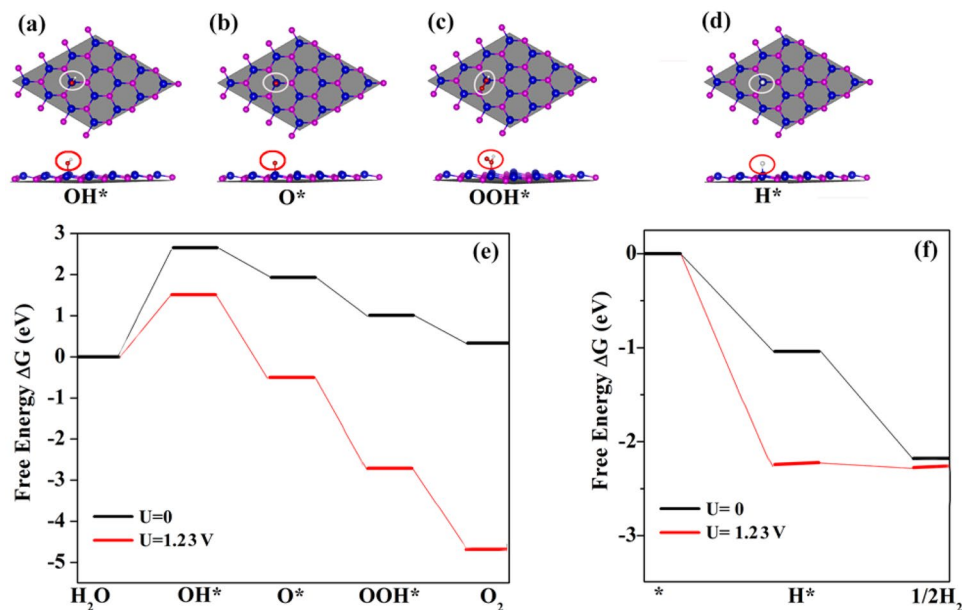 (a)
(b)
(c)
(d)
OH*
O*
OOH*
H*
(e)
Free Energy ΔG (eV)
3
2
1
0
-1
-2
-3
-4
-5
U=0
U=1.23 V
H₂O
OH*
O*
OOH*
O₂
(f)
Free Energy ΔG (eV)
0
-1
-2
-3
U= 0
U= 1.23 V
*
H*
1/2H₂